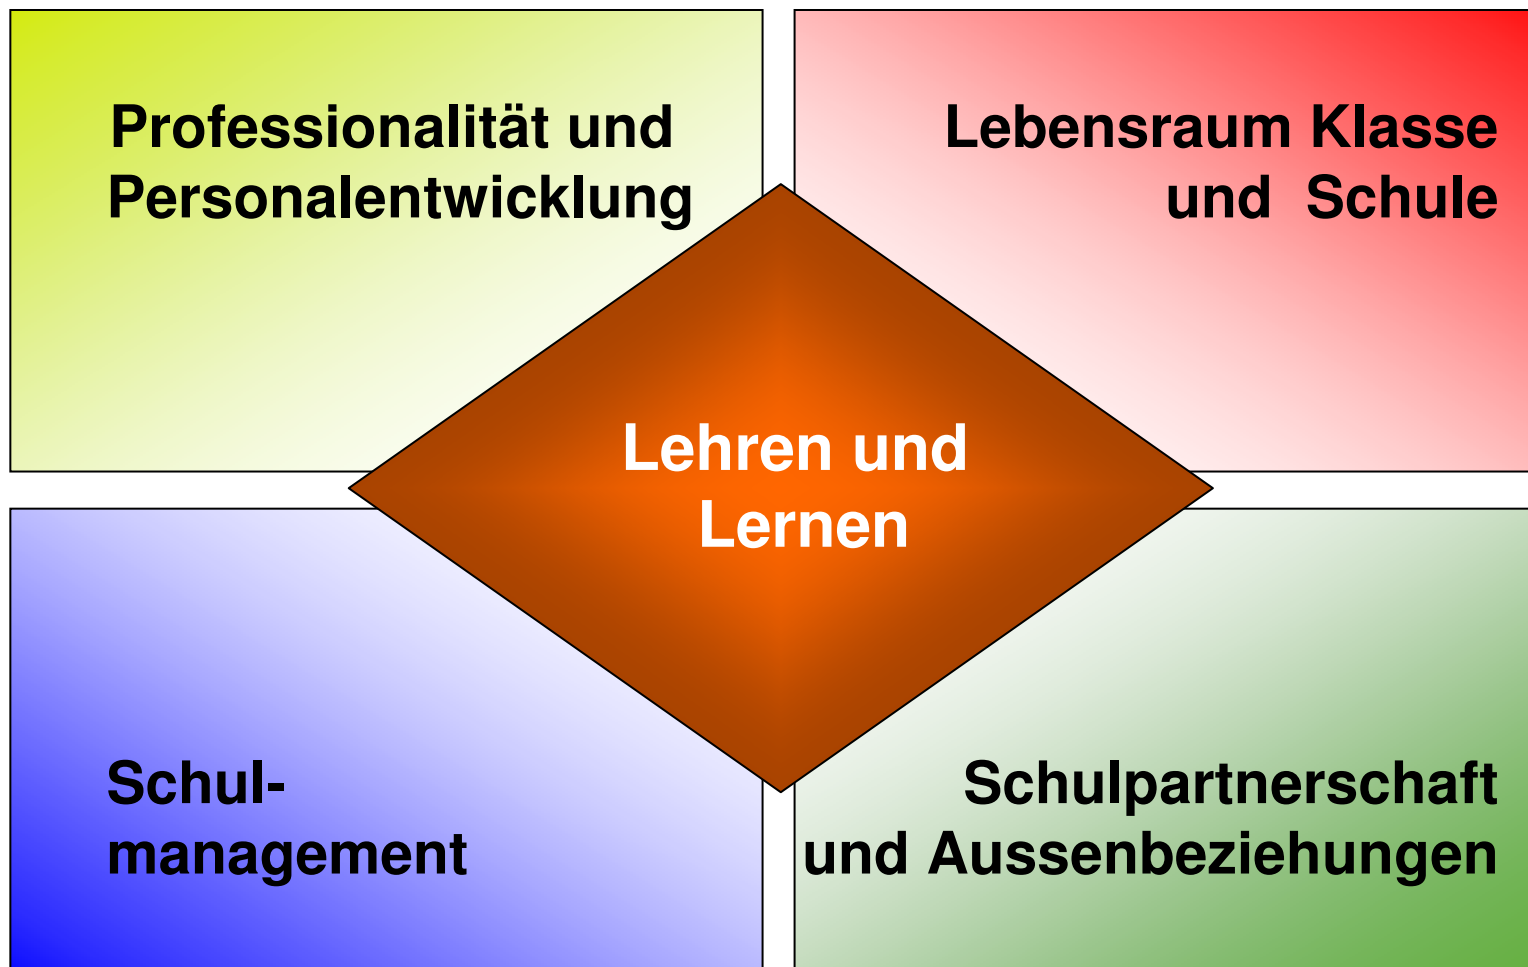 Professionalität und
Personalentwicklung
Lebensraum Klasse
und Schule
Lehren und
Lernen
Schul-
management
Schulpartnerschaft
und Aussenbeziehungen